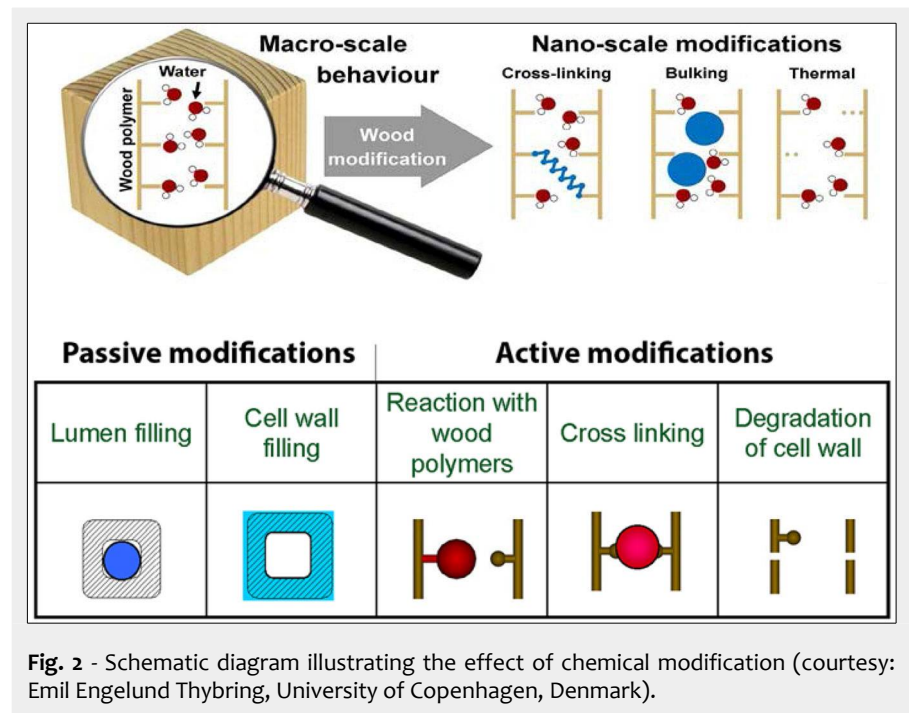 Macro-scale
behaviour
Nano-scale modifications
Water
Wood polymer
Wood
modification
Cross-linking
Bulking
Thermal
Passive modifications
Active modifications
Lumen filling
Cell wall
filling
Reaction with
wood
polymers
Cross linking
Degradation
of cell wall
Fig. 2 - Schematic diagram illustrating the effect of chemical modification (courtesy:
Emil Engelund Thybring, University of Copenhagen, Denmark).